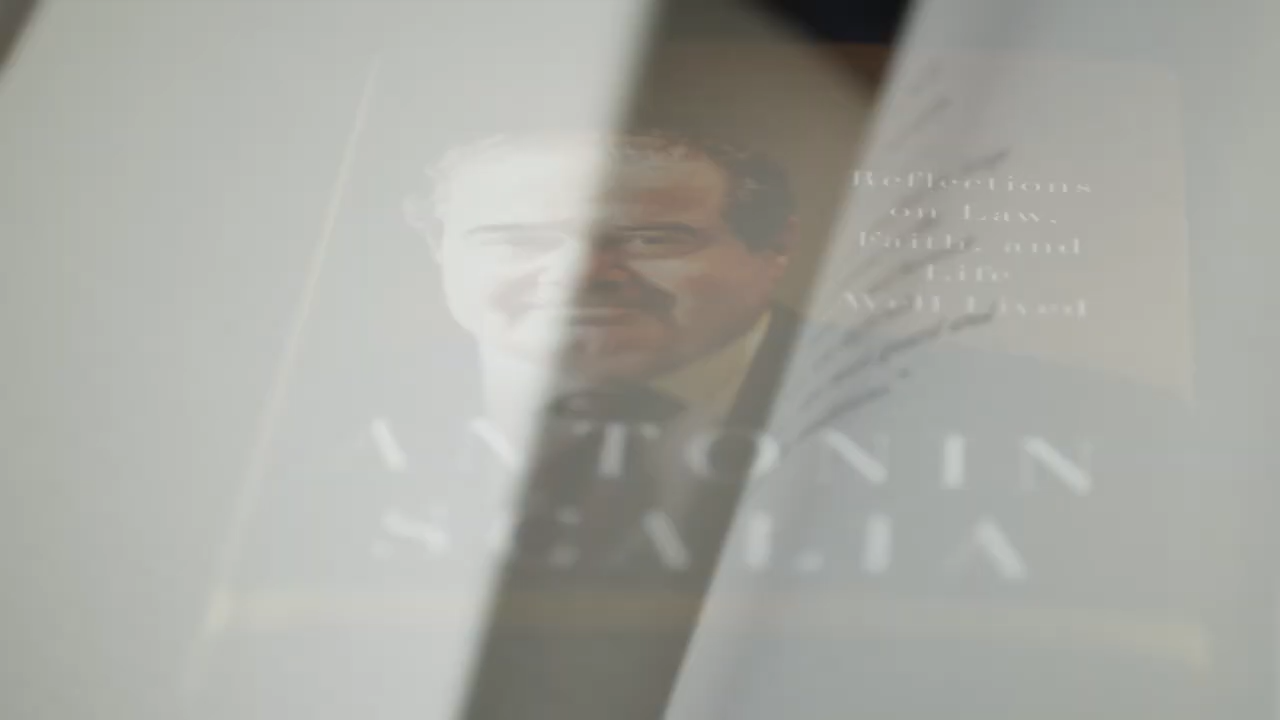 Reflections
on Law,
Faith, and
Life
Well Lived
ANTONIN
SCALIA